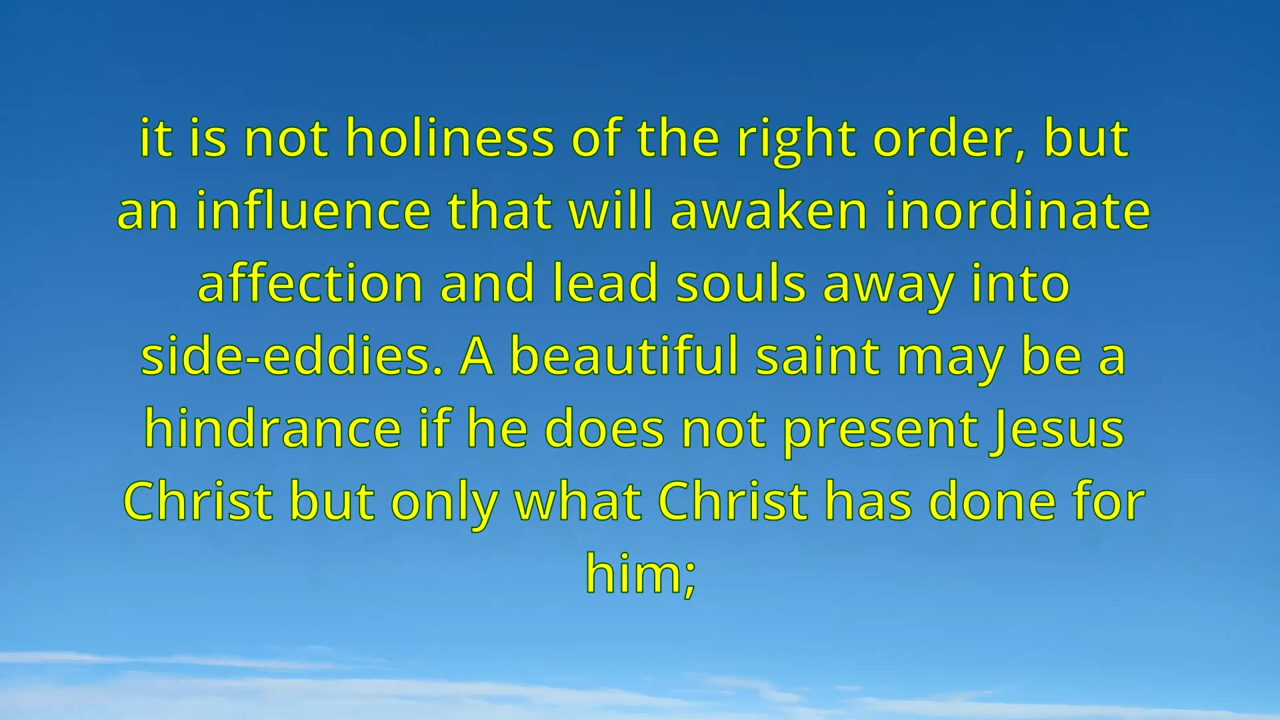 it is not holiness of the right order, but
an influence that will awaken inordinate
affection and lead souls away into
side-eddies. A beautiful saint may be a
hindrance if he does not present Jesus
Christ but only what Christ has done for
him;